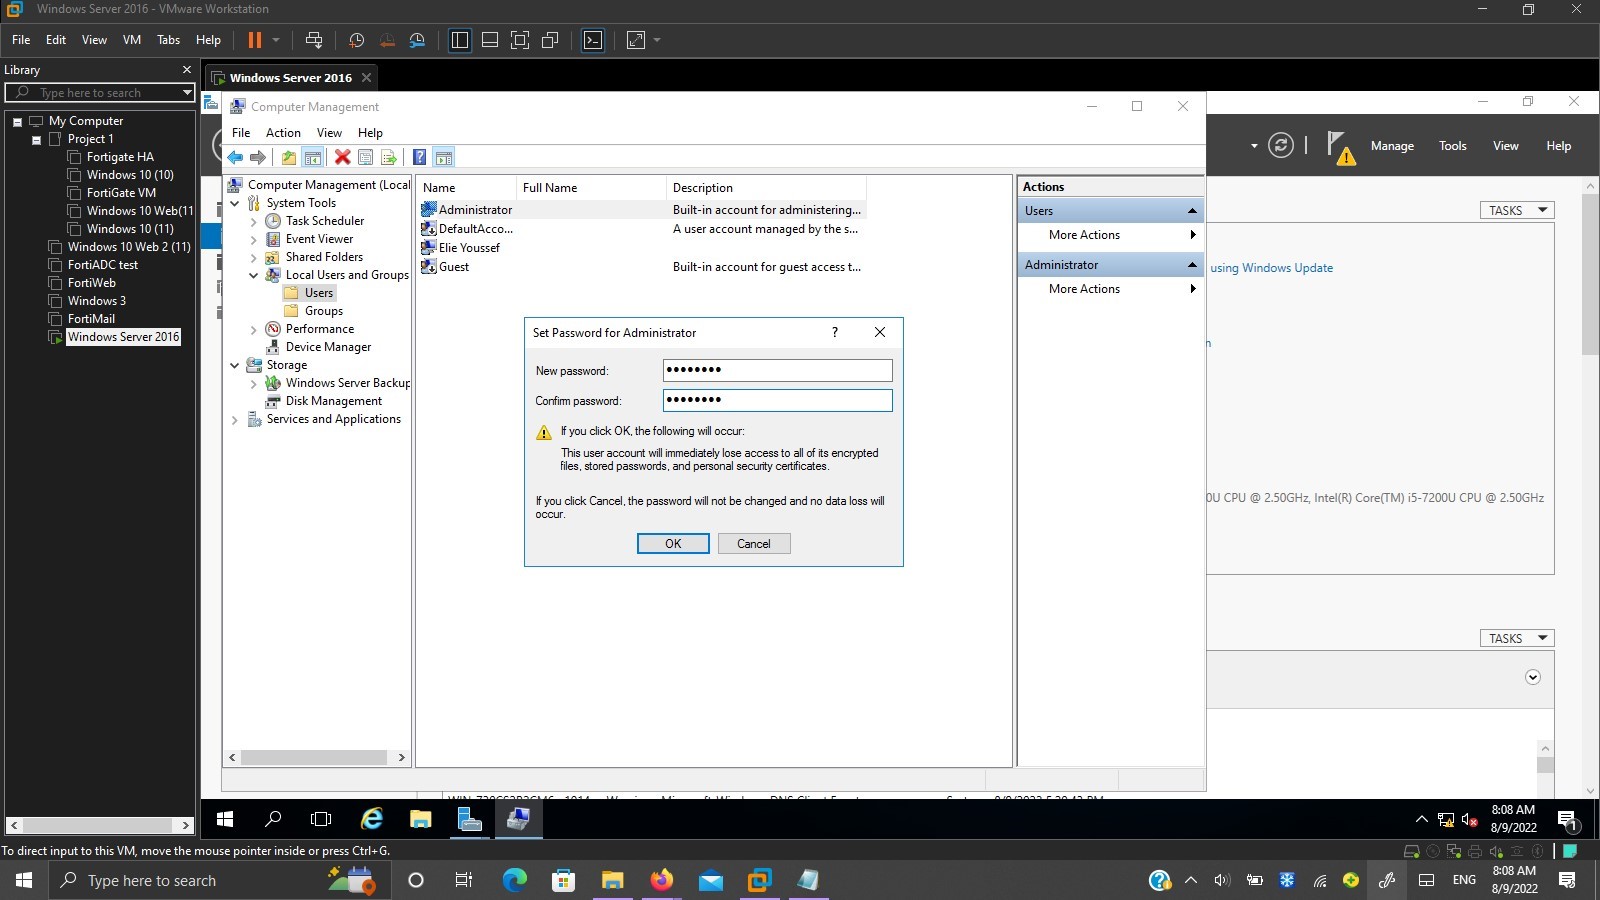 Windows Server 2016 - VMware Workstation
File Edit View VM Tabs Help
Library
Type here to search
My Computer
Project 1
Fortigate HA
Windows 10 (10)
FortiGate VM
Windows 10 Web(11
Windows 10 (11)
Windows 10 Web 2 (11)
FortiADC test
FortiWeb
Windows 3
FortiMail
Windows Server 2016
Windows Server 2016
Computer Management
File Action View Help
Computer Management (Local
System Tools
Task Scheduler
Event Viewer
Shared Folders
Local Users and Groups
Users
Groups
Performance
Device Manager
Storage
Windows Server Backup
Disk Management
Services and Applications
Name Full Name Description
Administrator Built-in account for administering...
DefaultAcco... A user account managed by the s...
Elie Youssef
Guest Built-in account for guest access t...
Set Password for Administrator
New password: ••••••••
Confirm password: ••••••••
If you click OK, the following will occur:
This user account will immediately lose access to all of its encrypted
files, stored passwords, and personal security certificates.
If you click Cancel, the password will not be changed and no data loss will
occur.
OK Cancel
Actions
Users
More Actions
Administrator
More Actions
Manage Tools View Help
TASKS
using Windows Update
n
0U CPU @ 2.50GHz, Intel(R) Core(TM) i5-7200U CPU @ 2.50GHz
TASKS
8:08 AM
8/9/2022
1
To direct input to this VM, move the mouse pointer inside or press Ctrl+G.
Type here to search
ENG
8:08 AM
8/9/2022